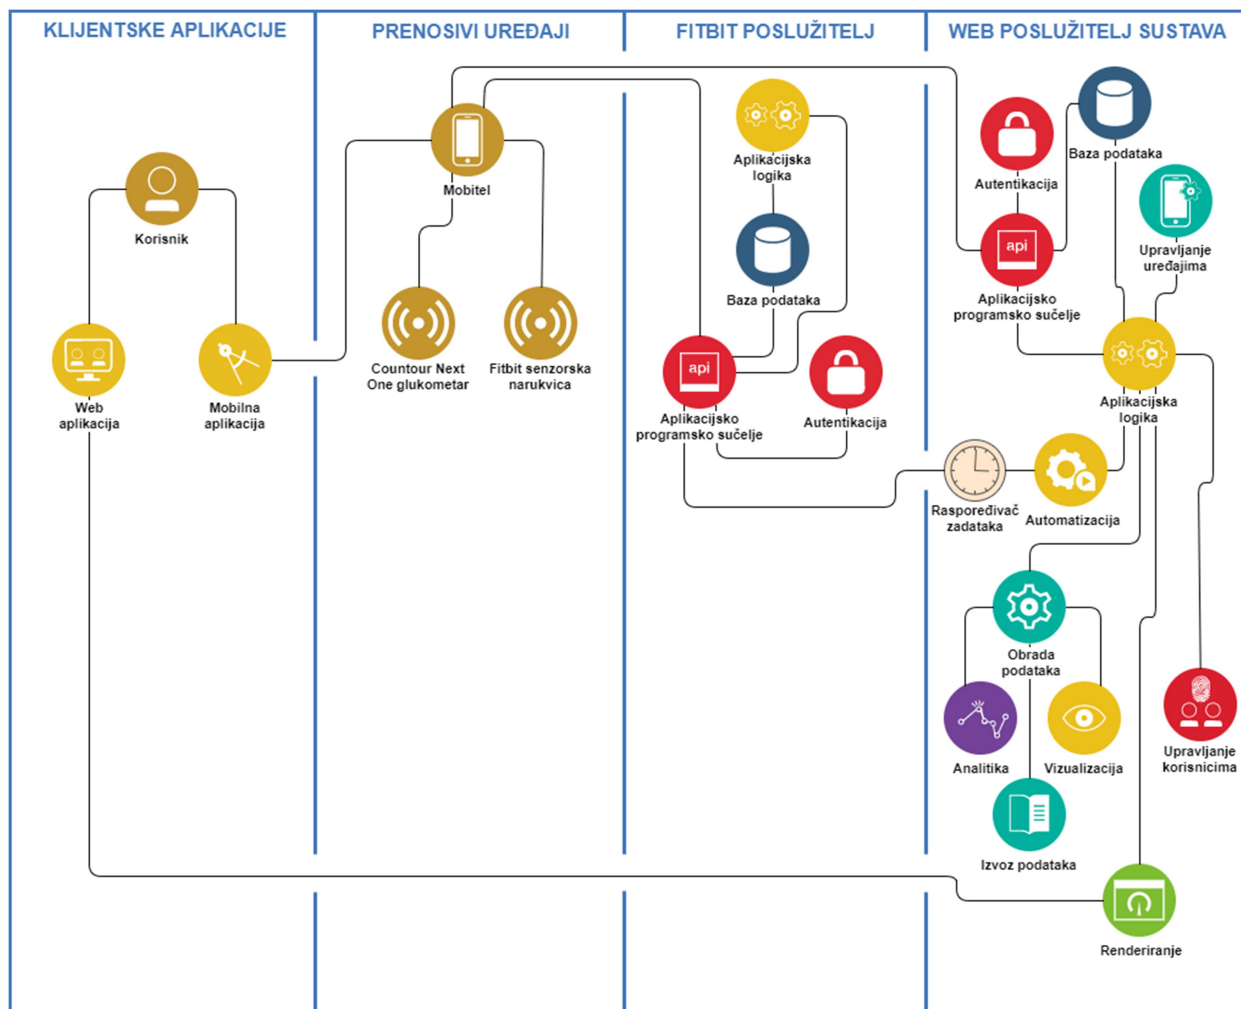 KLIJENTSKE APLIKACIJE
PRENOSIVI UREĐAJI
FITBIT POSLUŽITELJ
WEB POSLUŽITELJ SUSTAVA
Korisnik
Web
aplikacija
Mobilna
aplikacija
Mobitel
Countour Next
One glukometar
Fitbit senzorska
narukvica
Aplikacijska
logika
Baza podataka
api
Aplikacijsko
programsko sučelje
Autentikacija
Autentikacija
Baza podataka
Upravljanje
uređajima
api
Aplikacijsko
programsko sučelje
Aplikacijska
logika
Raspoređivač
zadataka
Automatizacija
Obrada
podataka
Analitika
Vizualizacija
Izvoz podataka
Upravljanje
korisnicima
Renderiranje